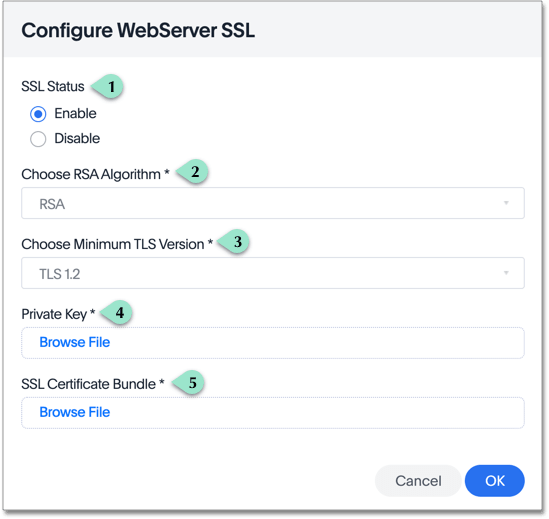 Configure WebServer SSL
SSL Status 1
Enable
Disable
Choose RSA Algorithm * 2
RSA
Choose Minimum TLS Version * 3
TLS 1.2
Private Key * 4
Browse File
SSL Certificate Bundle * 5
Browse File
Cancel OK